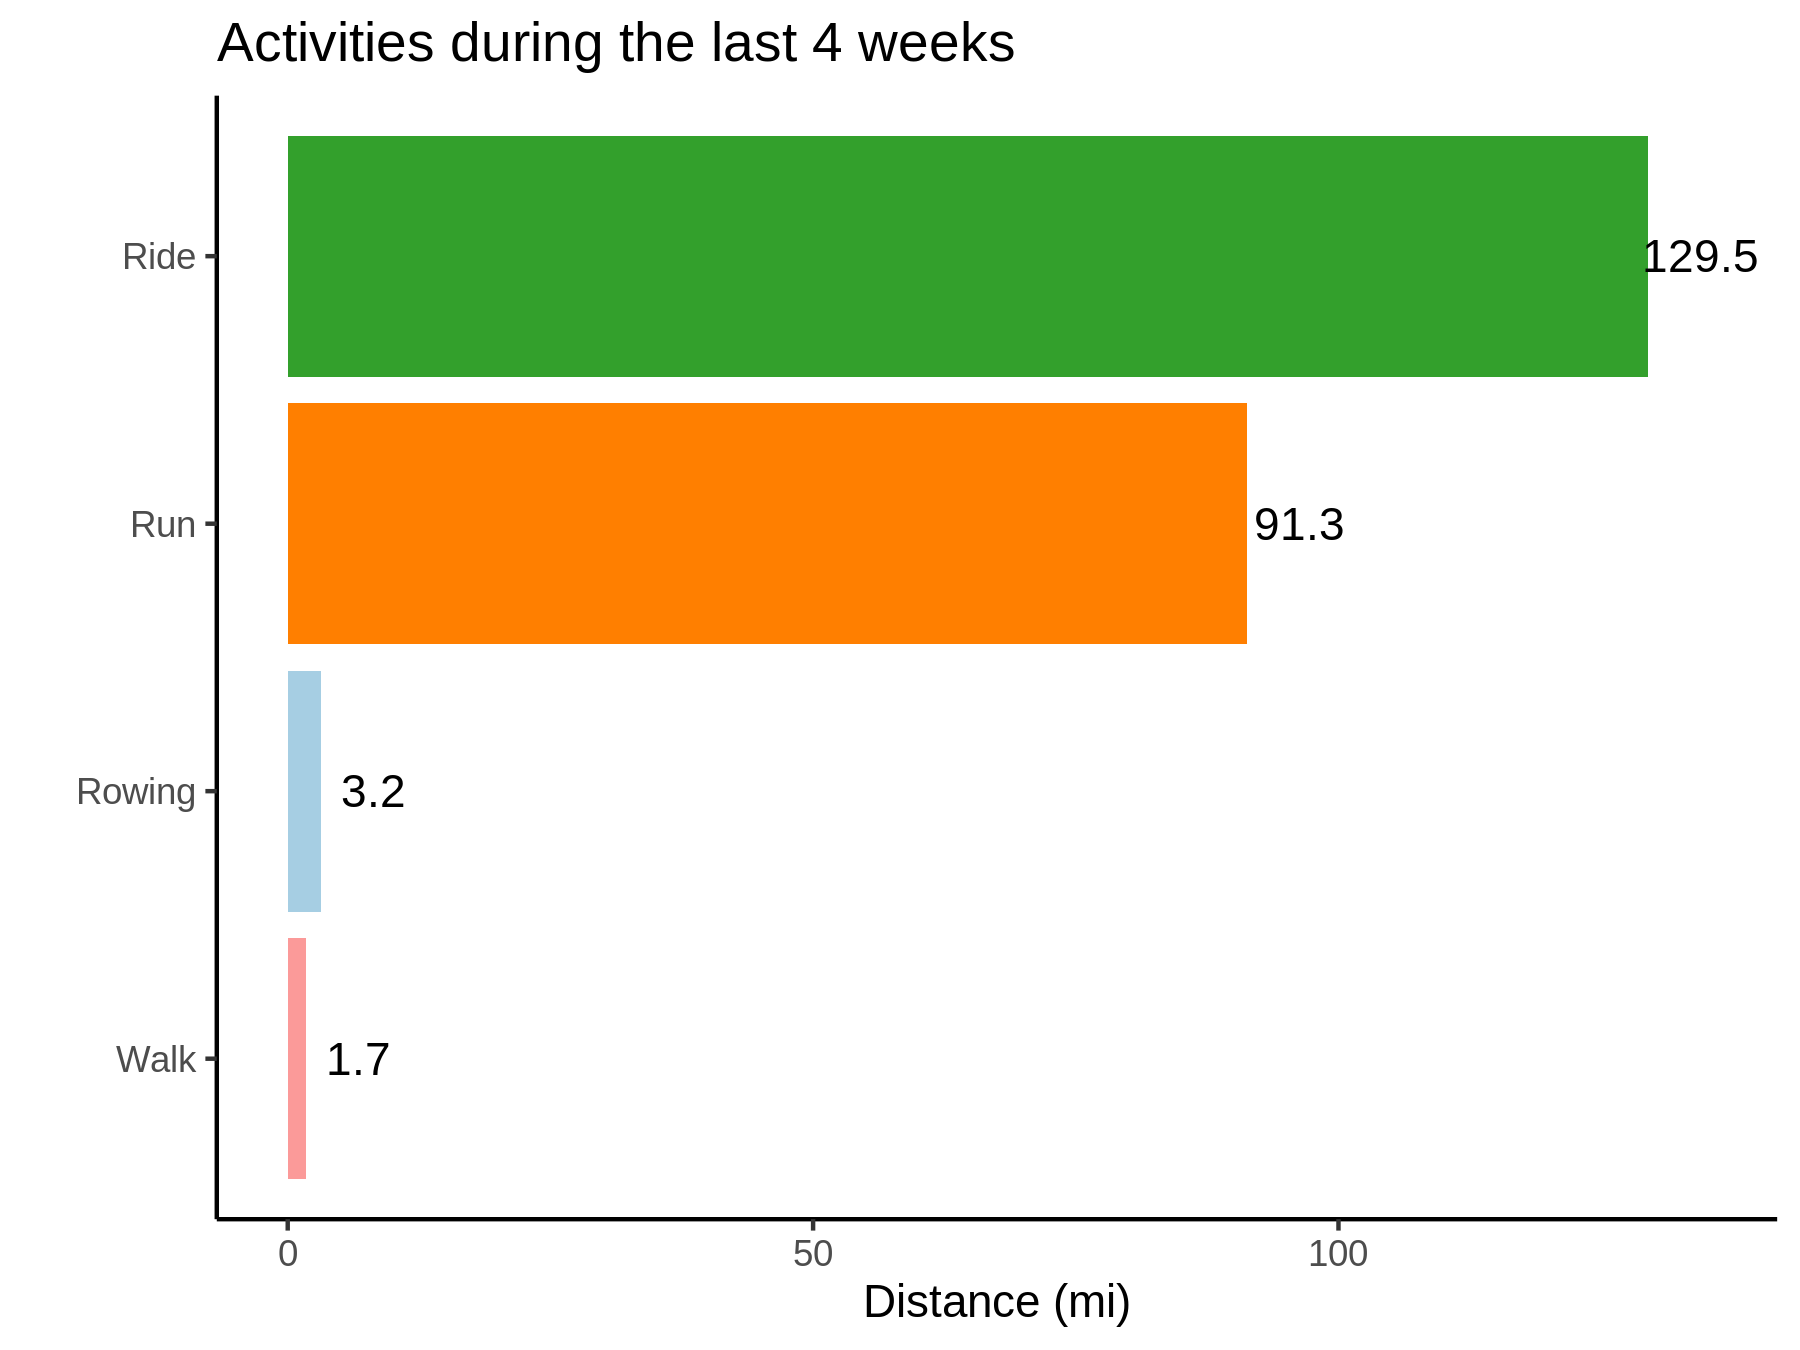 Activities during the last 4 weeks
Ride
129.5
Run
91.3
Rowing
3.2
Walk
1.7
0 50 100
Distance (mi)